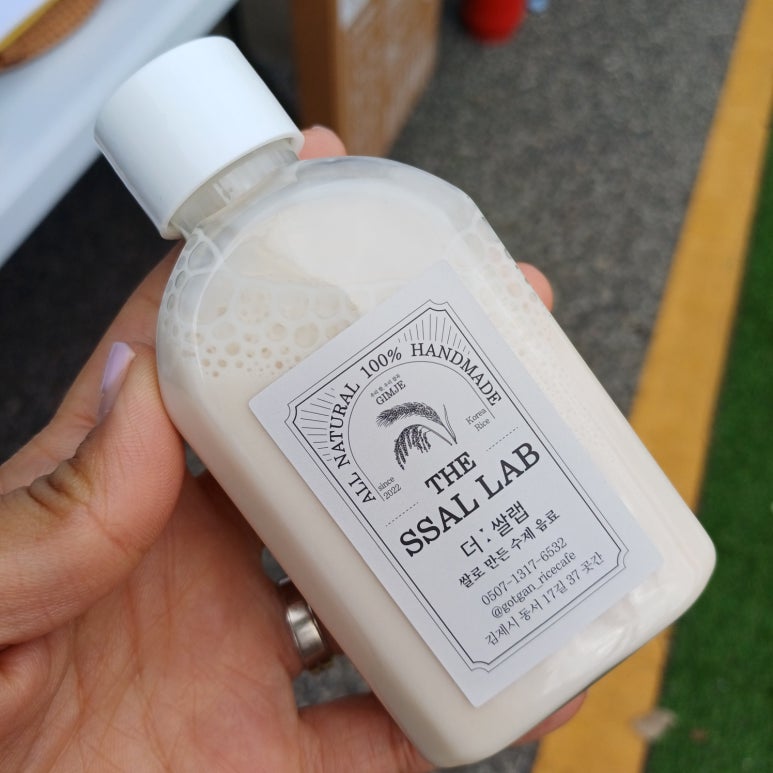 ALL NATURAL 100% HANDMADE
GIMJE
since
2022
Korea
Rice
THE
SSAL LAB
더:쌀랩
쌀로 만든 수제 음료
0507-1317-6532
@gotgan_ricecafe
김제시 동서 17길 37 곳간